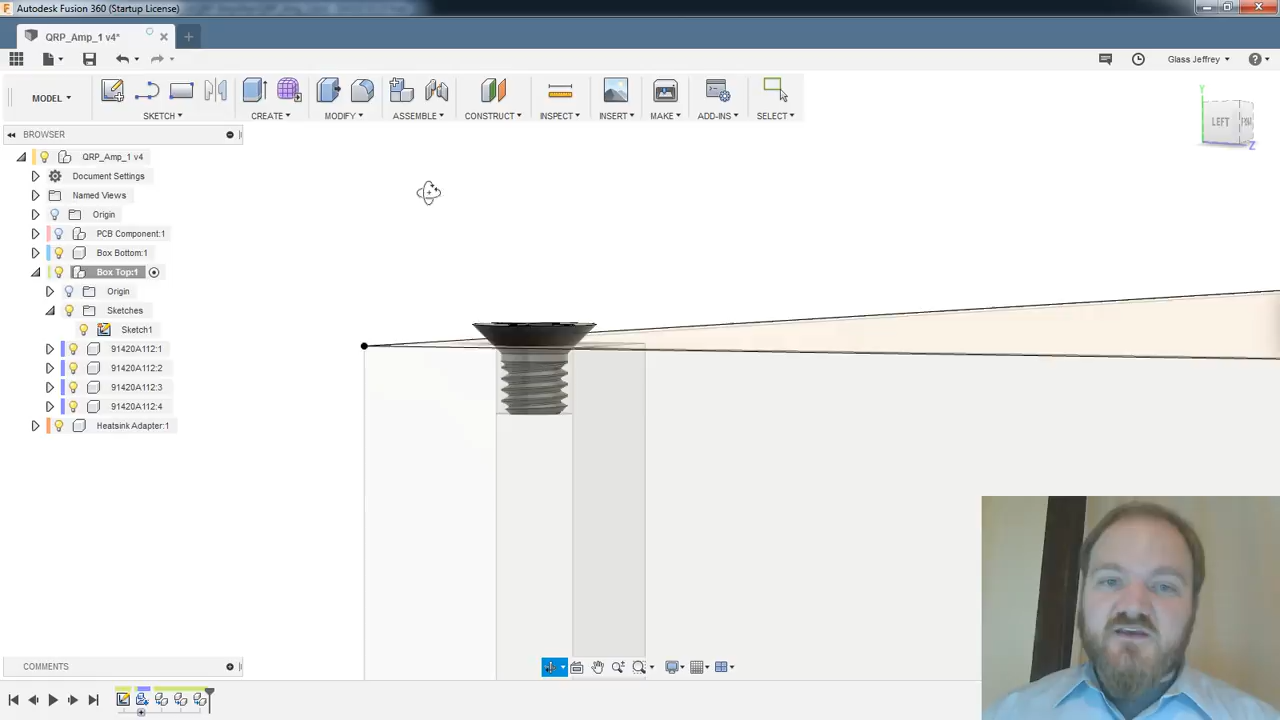 Autodesk Fusion 360 (Startup License)
QRP_Amp_1 v4*
Glass Jeffrey
MODEL
SKETCH
CREATE
MODIFY
ASSEMBLE
CONSTRUCT
INSPECT
INSERT
MAKE
ADD-INS
SELECT
Y
LEFT
Z
BROWSER
QRP_Amp_1 v4
Document Settings
Named Views
Origin
PCB Component:1
Box Bottom:1
Box Top:1
Origin
Sketches
Sketch1
91420A112:1
91420A112:2
91420A112:3
91420A112:4
Heatsink Adapter:1
COMMENTS